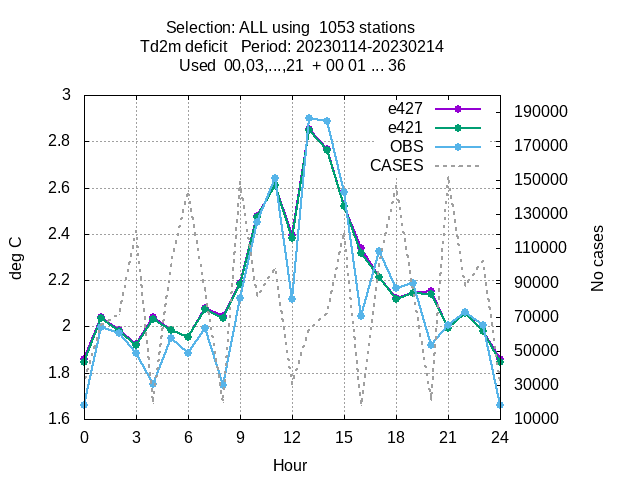 Selection: ALL using  1053 stations
Td2m deficit   Period: 20230114-20230214
Used  00,03,...,21  + 00 01 ... 36
3
2.8
2.6
2.4
2.2
2
1.8
1.6
deg C
e427
e421
OBS
CASES
190000
170000
150000
130000
110000
90000
70000
50000
30000
10000
No cases
0 3 6 9 12 15 18 21 24
Hour